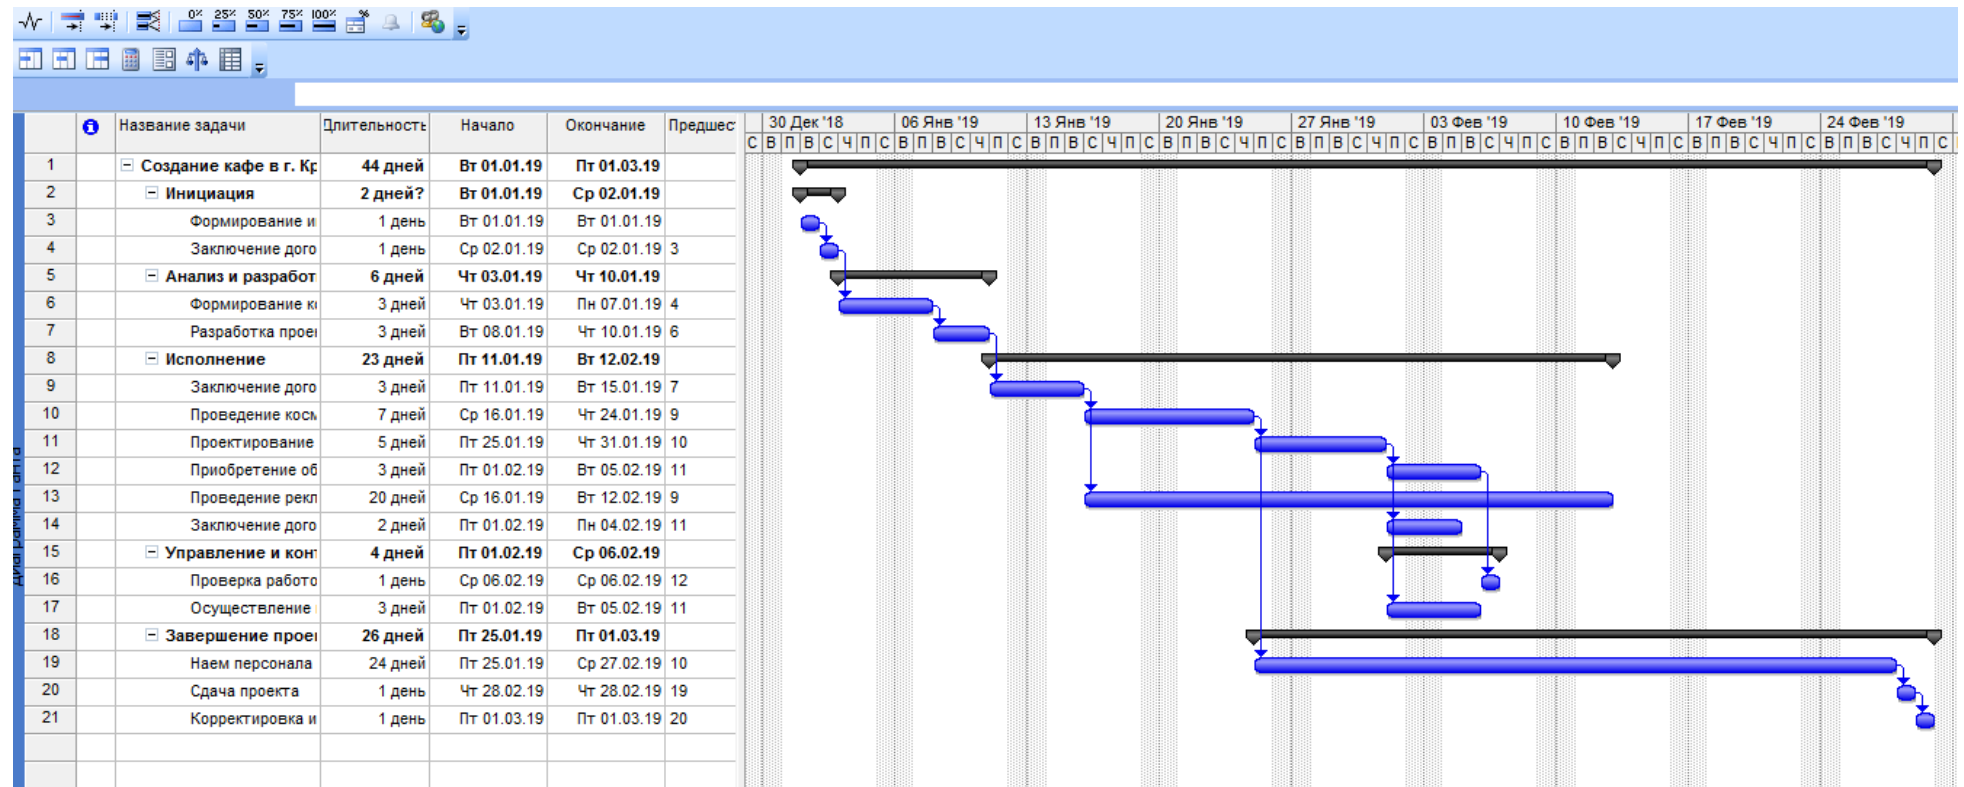 0% 25% 50% 75% 100% %
Название задачи Длительность Начало Окончание Предшес 30 Дек '18 06 Янв '19 13 Янв '19 20 Янв '19 27 Янв '19 03 Фев '19 10 Фев '19 17 Фев '19 24 Фев '19
С В П В С Ч П С В П В С Ч П С В П В С Ч П С В П В С Ч П С В П В С Ч П С В П В С Ч П С В П В С Ч П С В П В С Ч П С В П В С Ч П С
1 Создание кафе в г. Кр 44 дней Вт 01.01.19 Пт 01.03.19
2 Инициация 2 дней? Вт 01.01.19 Ср 02.01.19
3 Формирование и 1 день Вт 01.01.19 Вт 01.01.19
4 Заключение дого 1 день Ср 02.01.19 Ср 02.01.19 3
5 Анализ и разработ 6 дней Чт 03.01.19 Чт 10.01.19
6 Формирование ко 3 дней Чт 03.01.19 Пн 07.01.19 4
7 Разработка прое 3 дней Вт 08.01.19 Чт 10.01.19 6
8 Исполнение 23 дней Пт 11.01.19 Вт 12.02.19
9 Заключение дого 3 дней Пт 11.01.19 Вт 15.01.19 7
10 Проведение косм 7 дней Ср 16.01.19 Чт 24.01.19 9
11 Проектирование 5 дней Пт 25.01.19 Чт 31.01.19 10
12 Приобретение об 3 дней Пт 01.02.19 Вт 05.02.19 11
13 Проведение рекл 20 дней Ср 16.01.19 Вт 12.02.19 9
14 Заключение дого 2 дней Пт 01.02.19 Пн 04.02.19 11
15 Управление и кон 4 дней Пт 01.02.19 Ср 06.02.19
16 Проверка работо 1 день Ср 06.02.19 Ср 06.02.19 12
17 Осуществление 3 дней Пт 01.02.19 Вт 05.02.19 11
18 Завершение прое 26 дней Пт 25.01.19 Пт 01.03.19
19 Наем персонала 24 дней Пт 25.01.19 Ср 27.02.19 10
20 Сдача проекта 1 день Чт 28.02.19 Чт 28.02.19 19
21 Корректировка и 1 день Пт 01.03.19 Пт 01.03.19 20
Диаграмма Ганта